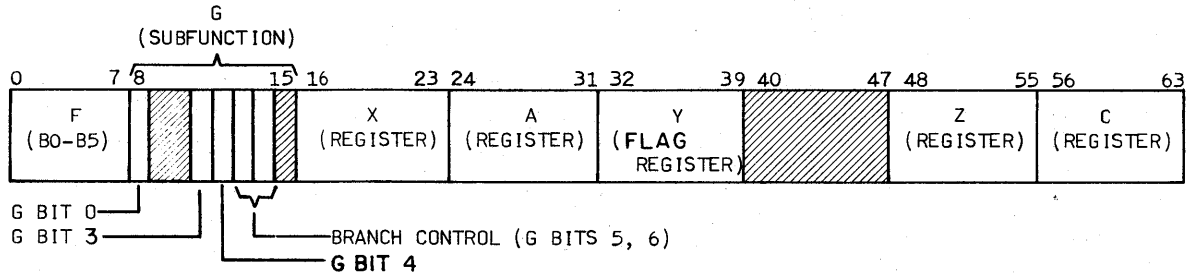 G
(SUBFUNCTION)
0 7 8 15 16 23 24 31 32 39 40 47 48 55 56 63
F X A Y Z C
(B0-B5) (REGISTER) (REGISTER) (FLAG REGISTER) (REGISTER) (REGISTER)
G BIT 0
G BIT 3
BRANCH CONTROL (G BITS 5, 6)
G BIT 4